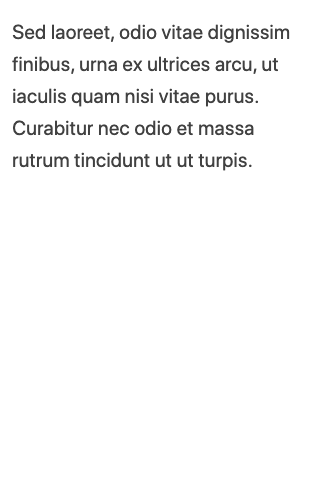 Sed laoreet, odio vitae dignissim
finibus, urna ex ultrices arcu, ut
iaculis quam nisi vitae purus.
Curabitur nec odio et massa
rutrum tincidunt ut ut turpis.